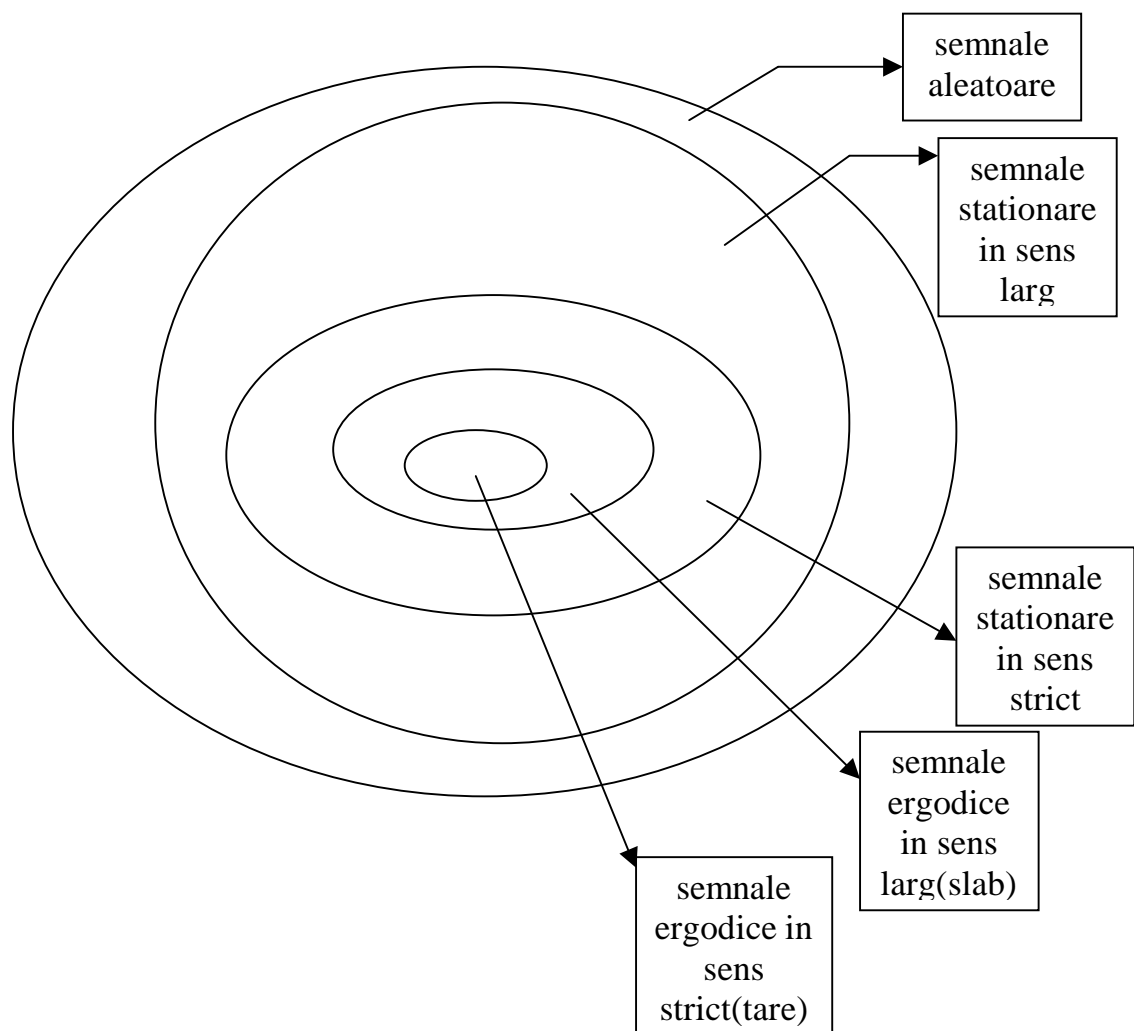 semnale
aleatoare
semnale
stationare
in sens
larg
semnale
stationare
in sens
strict
semnale
ergodice
in sens
larg(slab)
semnale
ergodice in
sens
strict(tare)